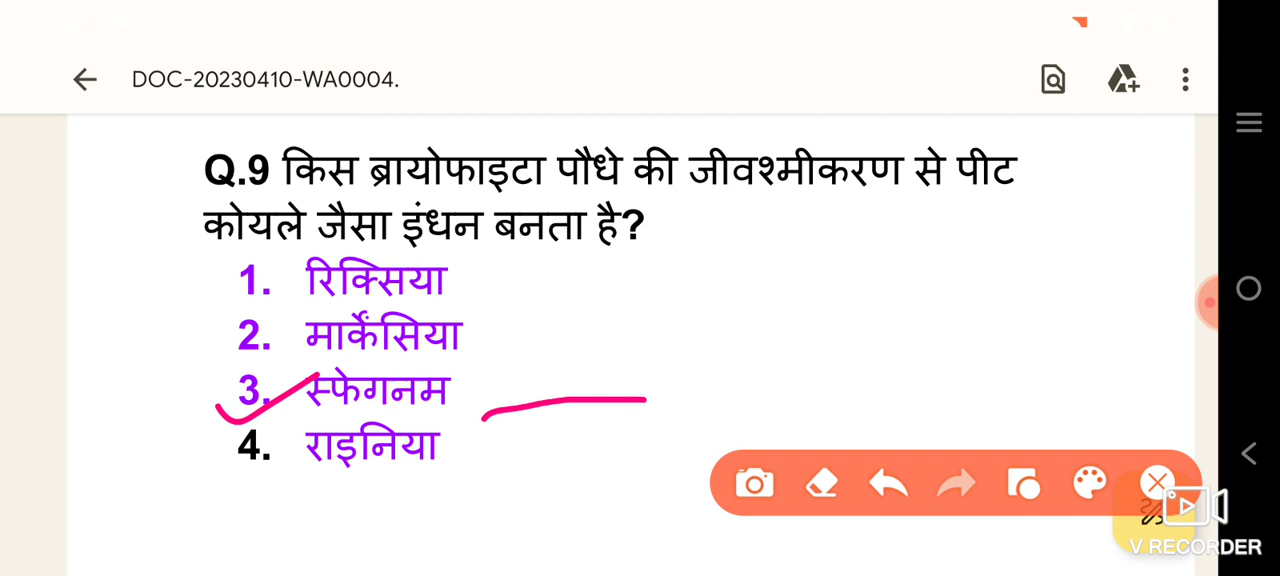 DOC-20230410-WA0004.
Q.9 किस ब्रायोफाइटा पौधे की जीवश्मीकरण से पीट
कोयले जैसा इंधन बनता है?
1. रिक्सिया
2. मार्केंसिया
3. स्फेगनम
4. राइनिया
V RECORDER